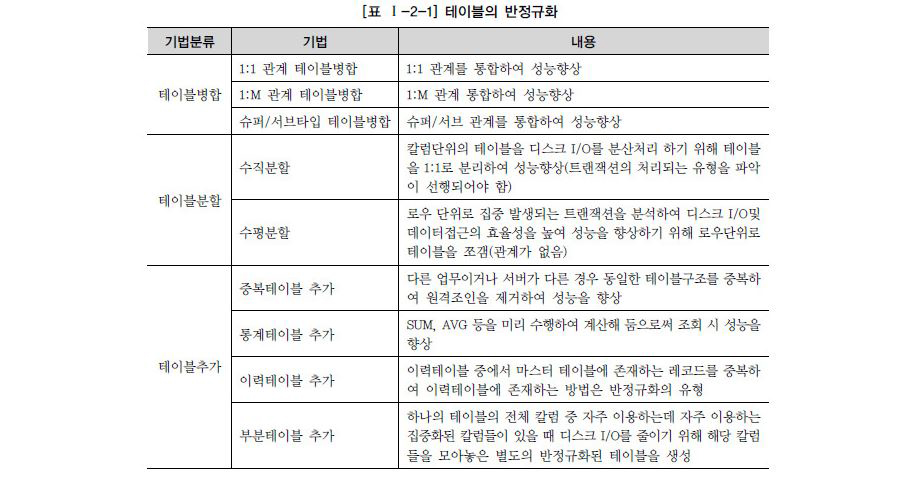 [표 Ⅰ-2-1] 테이블의 반정규화
기법분류 기법 내용
테이블병합
1:1 관계 테이블병합 1:1 관계를 통합하여 성능향상
1:M 관계 테이블병합 1:M 관계 통합하여 성능향상
슈퍼/서브타입 테이블병합 슈퍼/서브 관계를 통합하여 성능향상
테이블분할
수직분할
칼럼단위의 테이블을 디스크 I/O를 분산처리 하기 위해 테이블
을 1:1로 분리하여 성능향상(트랜잭션의 처리되는 유형을 파악
이 선행되어야 함)
수평분할
로우 단위로 집중 발생되는 트랜잭션을 분석하여 디스크 I/O및
데이터접근의 효율성을 높여 성능을 향상하기 위해 로우단위로
테이블을 쪼갬(관계가 없음)
테이블추가
중복테이블 추가
다른 업무이거나 서버가 다른 경우 동일한 테이블구조를 중복하
여 원격조인을 제거하여 성능을 향상
통계테이블 추가
SUM, AVG 등을 미리 수행하여 계산해 둠으로써 조회 시 성능을
향상
이력테이블 추가
이력테이블 중에서 마스터 테이블에 존재하는 레코드를 중복하
여 이력테이블에 존재하는 방법은 반정규화의 유형
부분테이블 추가
하나의 테이블의 전체 칼럼 중 자주 이용하는데 자주 이용하는
집중화된 칼럼들이 있을 때 디스크 I/O를 줄이기 위해 해당 칼럼
들을 모아놓은 별도의 반정규화된 테이블을 생성